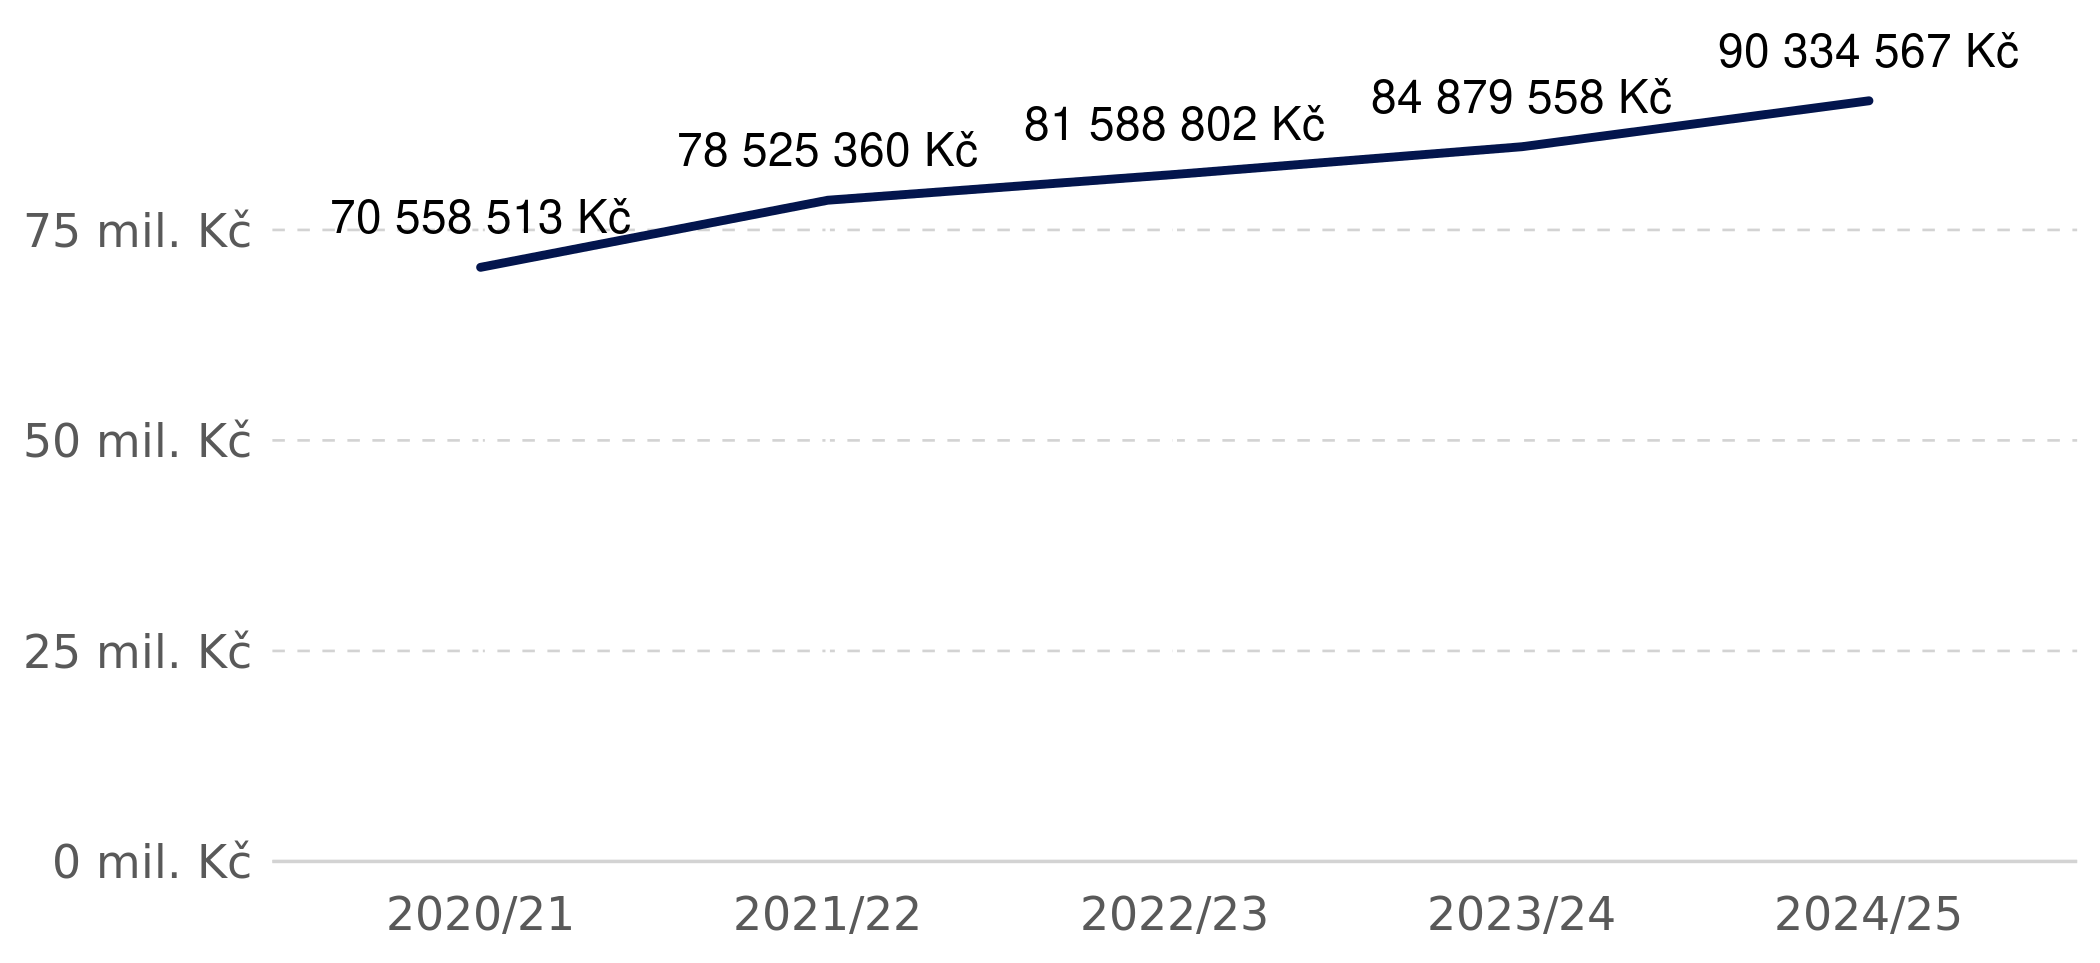 90 334 567 Kč
84 879 558 Kč
81 588 802 Kč
78 525 360 Kč
70 558 513 Kč
75 mil. Kč
50 mil. Kč
25 mil. Kč
0 mil. Kč
2020/21 2021/22 2022/23 2023/24 2024/25